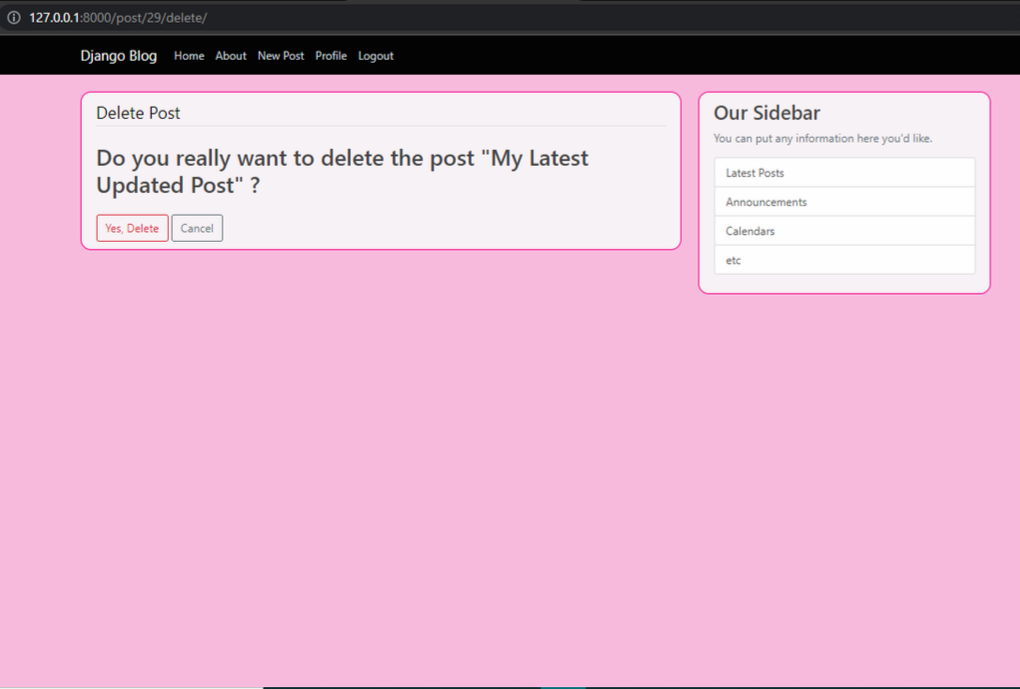 127.0.0.1:8000/post/29/delete/
Django Blog Home About New Post Profile Logout
Delete Post
Do you really want to delete the post "My Latest
Updated Post" ?
Yes, Delete Cancel
Our Sidebar
You can put any information here you'd like.
Latest Posts
Announcements
Calendars
etc